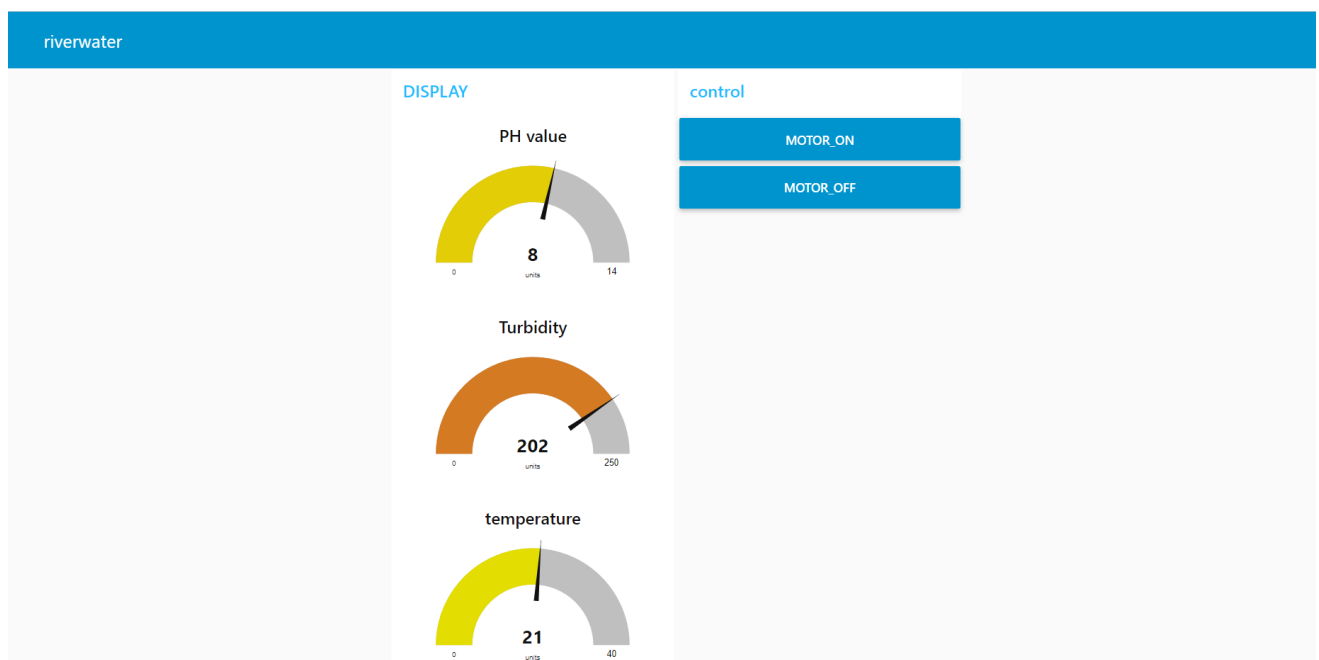 riverwater
DISPLAY
PH value
8
units
0
14
Turbidity
202
units
0
250
temperature
21
units
0
40
control
MOTOR_ON
MOTOR_OFF